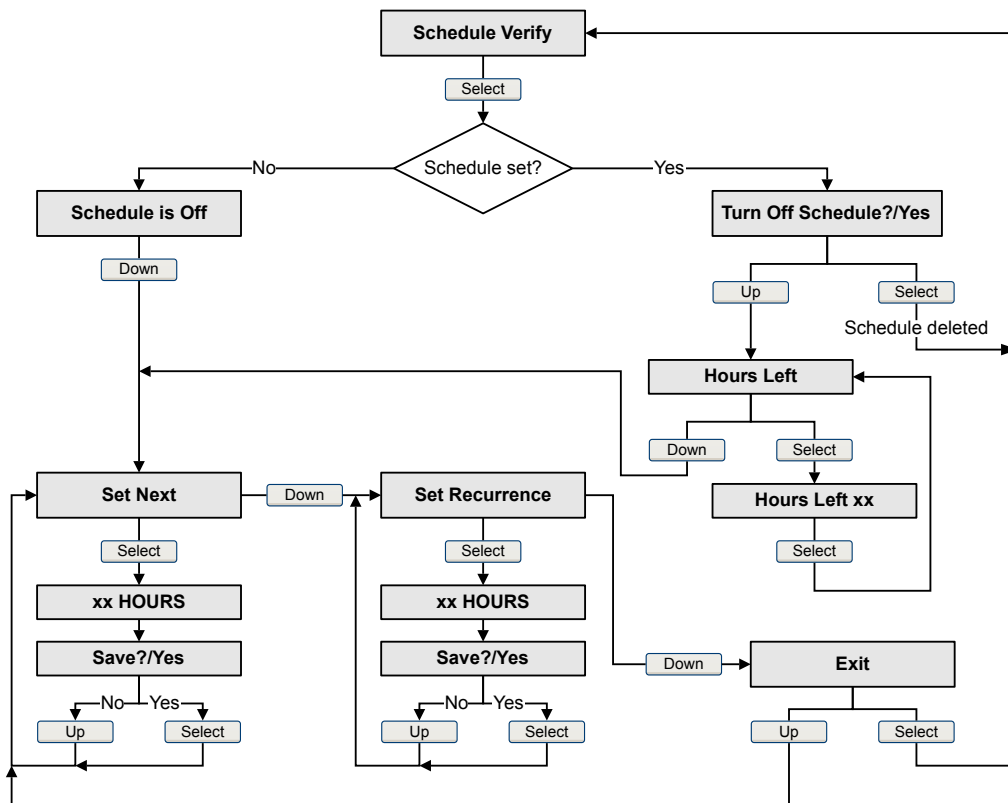 Schedule Verify
Select
Schedule set?
No
Yes
Schedule is Off
Turn Off Schedule?/Yes
Down
Up
Select
Schedule deleted
Hours Left
Down
Select
Set Next
Down
Set Recurrence
Hours Left xx
Select
Select
Select
xx HOURS
xx HOURS
Save?/Yes
Save?/Yes
Down
Exit
No
Yes
No
Yes
Up
Select
Up
Select
Up
Select